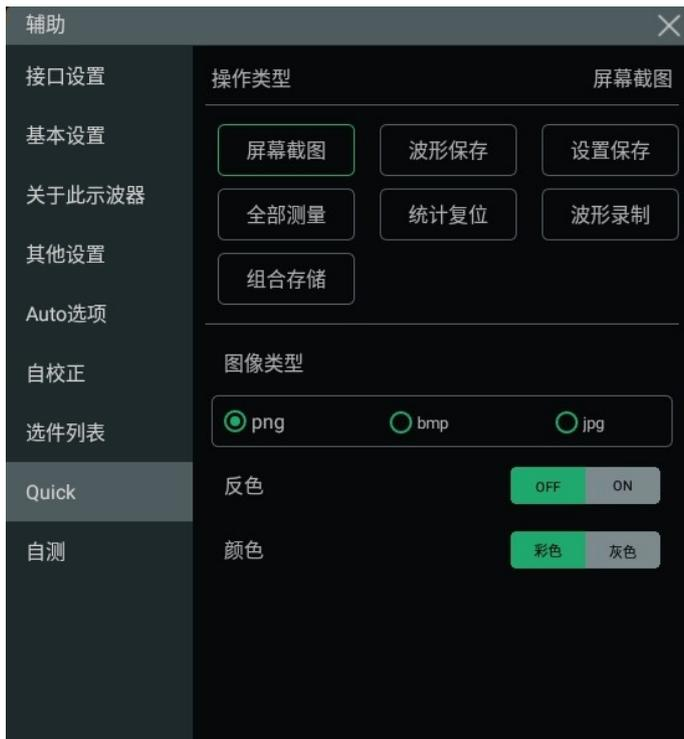 辅助
接口设置
基本设置
关于此示波器
其他设置
Auto选项
自校正
选件列表
Quick
自测
操作类型 屏幕截图
屏幕截图 波形保存 设置保存
全部测量 统计复位 波形录制
组合存储
图像类型
png bmp jpg
反色 OFF ON
颜色 彩色 灰色